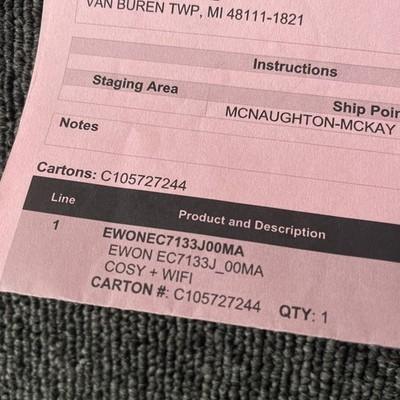 VAN BUREN TWP, MI 48111-1821
Instructions
Staging Area
Ship Poin
MCNAUGHTON-MCKAY
Notes
Cartons: C105727244
Line Product and Description
1 EWONEC7133J00MA
EWON EC7133J_00MA
COSY + WIFI
CARTON #: C105727244 QTY: 1